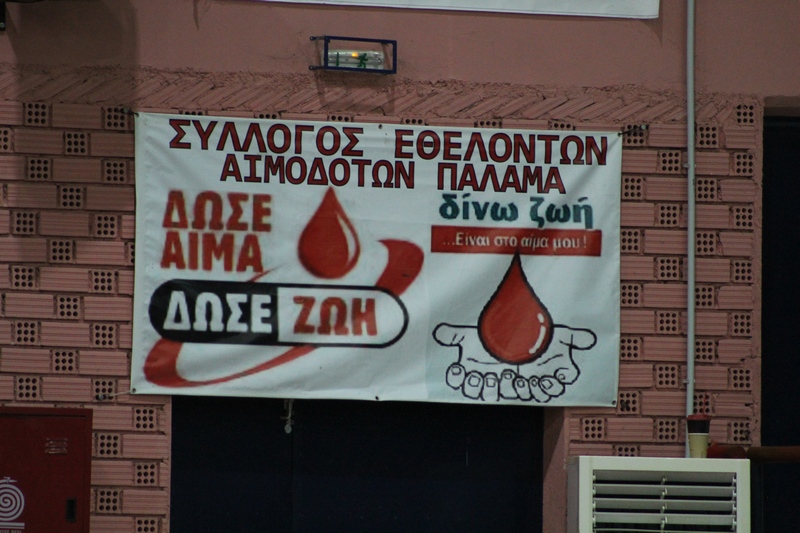 ΣΥΛΛΟΓΟΣ ΕΘΕΛΟΝΤΩΝ
ΑΙΜΟΔΟΤΩΝ ΠΑΛΑΜΑ
ΔΩΣΕ
ΑΙΜΑ
ΔΩΣΕ ΖΩΗ
δίνω ζωή
...Είναι στο αίμα μου!